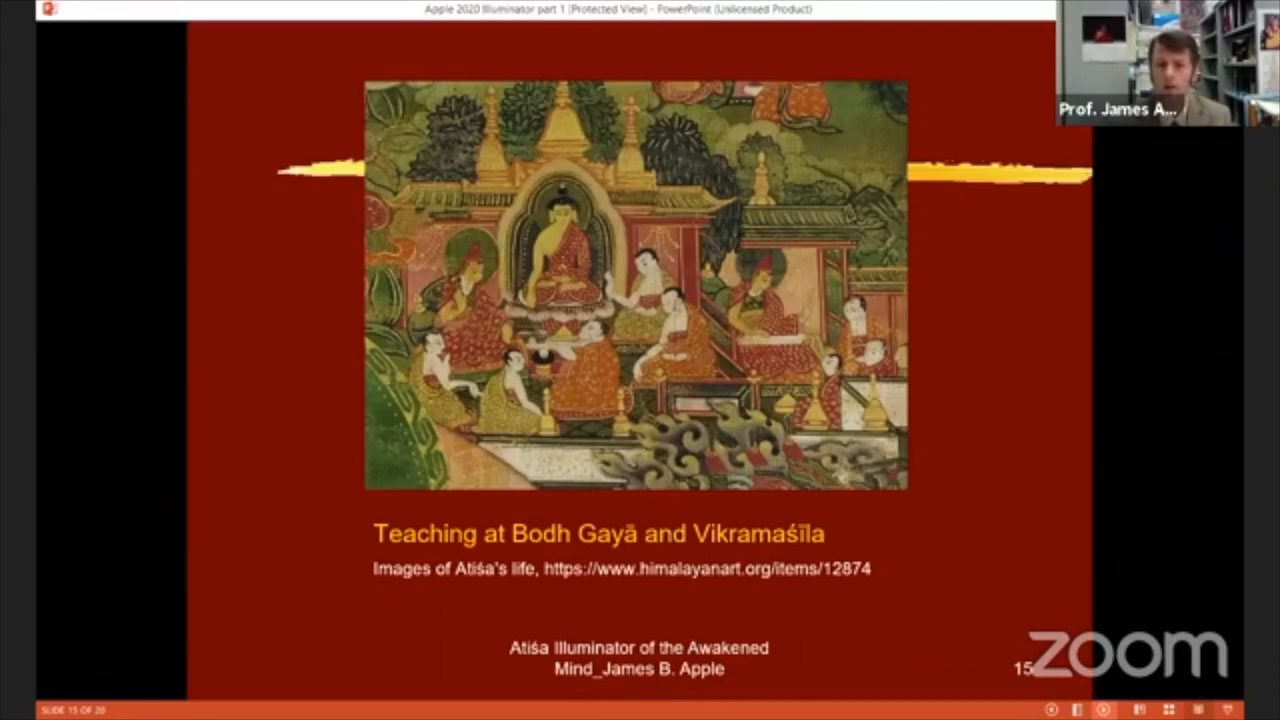 Apple 2020 Illuminator part 1 [Protected View] - PowerPoint (Unlicensed Product)
Prof. James A...
Teaching at Bodh Gayā and Vikramaśīla
Images of Atiśa's life, https://www.himalayanart.org/items/12874
Atiśa Illuminator of the Awakened
Mind_James B. Apple
15
zoom
SLIDE 15 OF 20